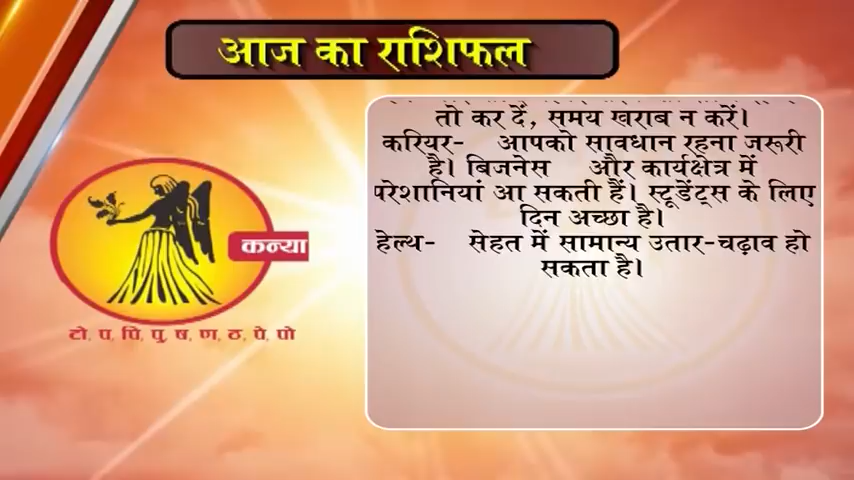 आज का राशिफल
तो कर दें, समय खराब न करें।
करियर- आपको सावधान रहना जरूरी
है। बिजनेस और कार्यक्षेत्र में
परेशानियां आ सकती हैं। स्टूडेंट्स के लिए
दिन अच्छा है।
हेल्थ- सेहत में सामान्य उतार-चढ़ाव हो
सकता है।
कन्या
टो, प, पि, पु, ष, ण, ठ, पे, पो